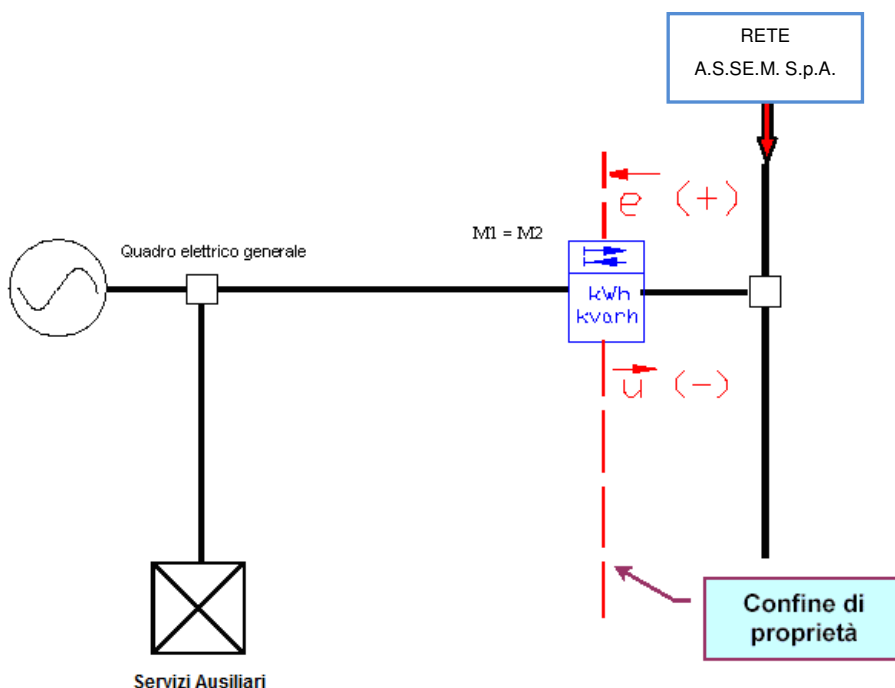 RETE
A.S.SE.M. S.p.A.
e (+)
M1 = M2
Quadro elettrico generale
kWh
kvarh
u (-)
Confine di
proprietà
Servizi Ausiliari